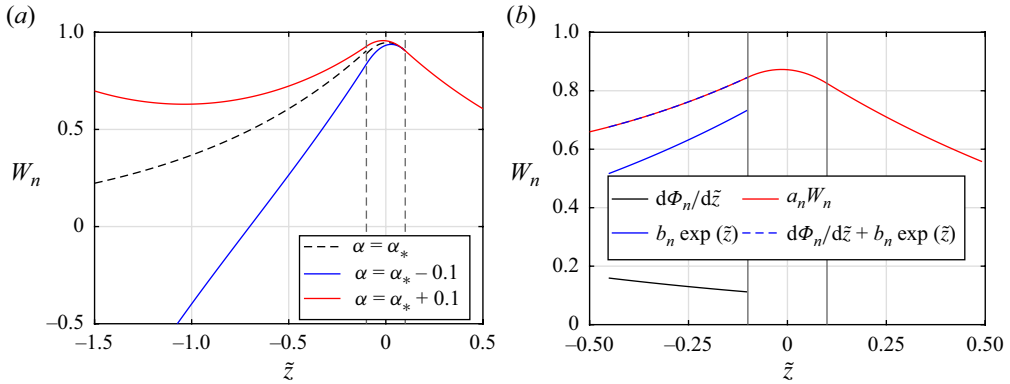 (a)
1.0
0.5
0
–0.5
W_n
–1.5
–1.0
–0.5
0
0.5
z̃
α = α_*
α = α_* – 0.1
α = α_* + 0.1
(b)
1.0
0.8
0.6
0.4
0.2
0
W_n
–0.50
–0.25
0
0.25
0.50
z̃
dΦ_n/dz̃
a_nW_n
b_n exp (z̃)
dΦ_n/dz̃ + b_n exp (z̃)